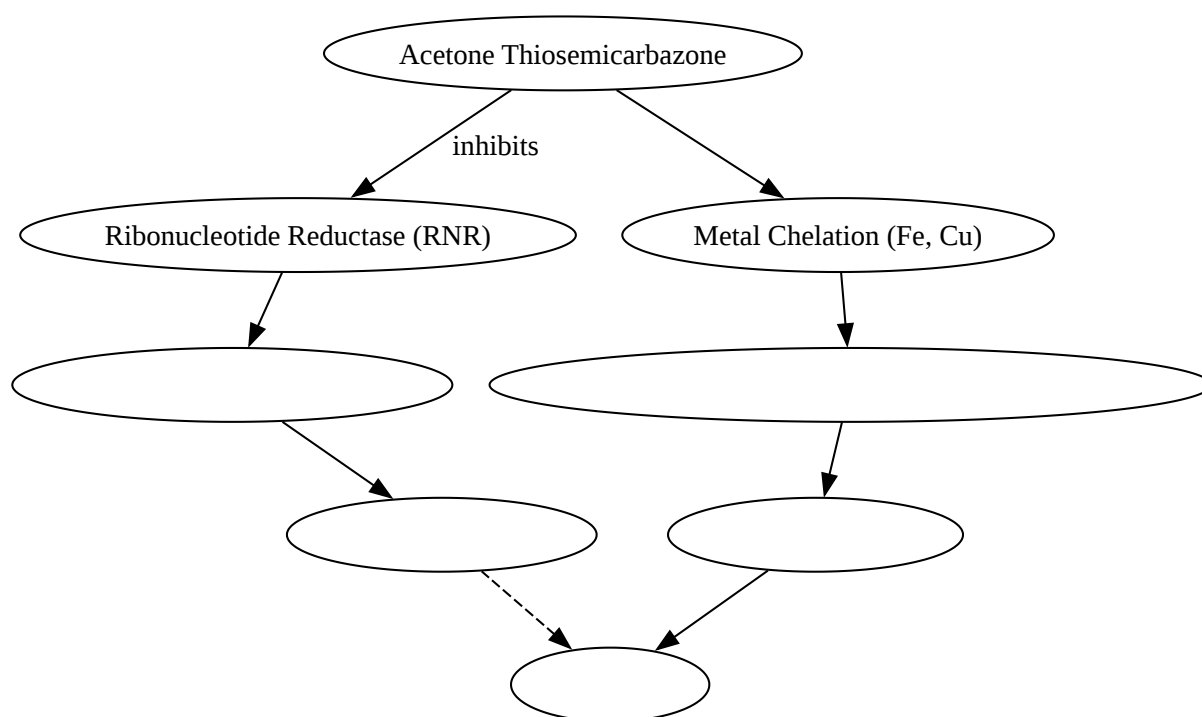 Acetone Thiosemicarbazone
inhibits
Ribonucleotide Reductase (RNR)
Metal Chelation (Fe, Cu)